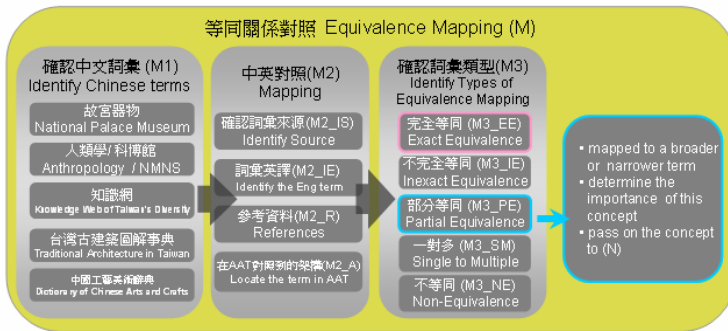 等同關係對照 Equivalence Mapping (M)
確認中文詞彙 (M1)
Identify Chinese terms
故宮器物
National Palace Museum
人類學/科博館
Anthropology / NMNS
知識網
Knowledge Web of Taiwan's Diversity
台灣古建築圖解事典
Traditional Architecture in Taiwan
中國工藝美術辭典
Dictionary of Chinese Arts and Crafts
中英對照(M2)
Mapping
確認詞彙來源(M2_IS)
Identify Source
詞彙英譯(M2_IE)
Identify the Eng term
參考資料(M2_R)
References
在AAT對照到的架構(M2_A)
Locate the term in AAT
確認詞彙類型(M3)
Identify Types of
Equivalence Mapping
完全等同 (M3_EE)
Exact Equivalence
不完全等同 (M3_IE)
Inexact Equivalence
部分等同 (M3_PE)
Partial Equivalence
一對多 (M3_SM)
Single to Multiple
不等同 (M3_NE)
Non-Equivalence
▪ mapped to a broader
or narrower term
▪ determine the
importance of this
concept
▪ pass on the concept
to (N)